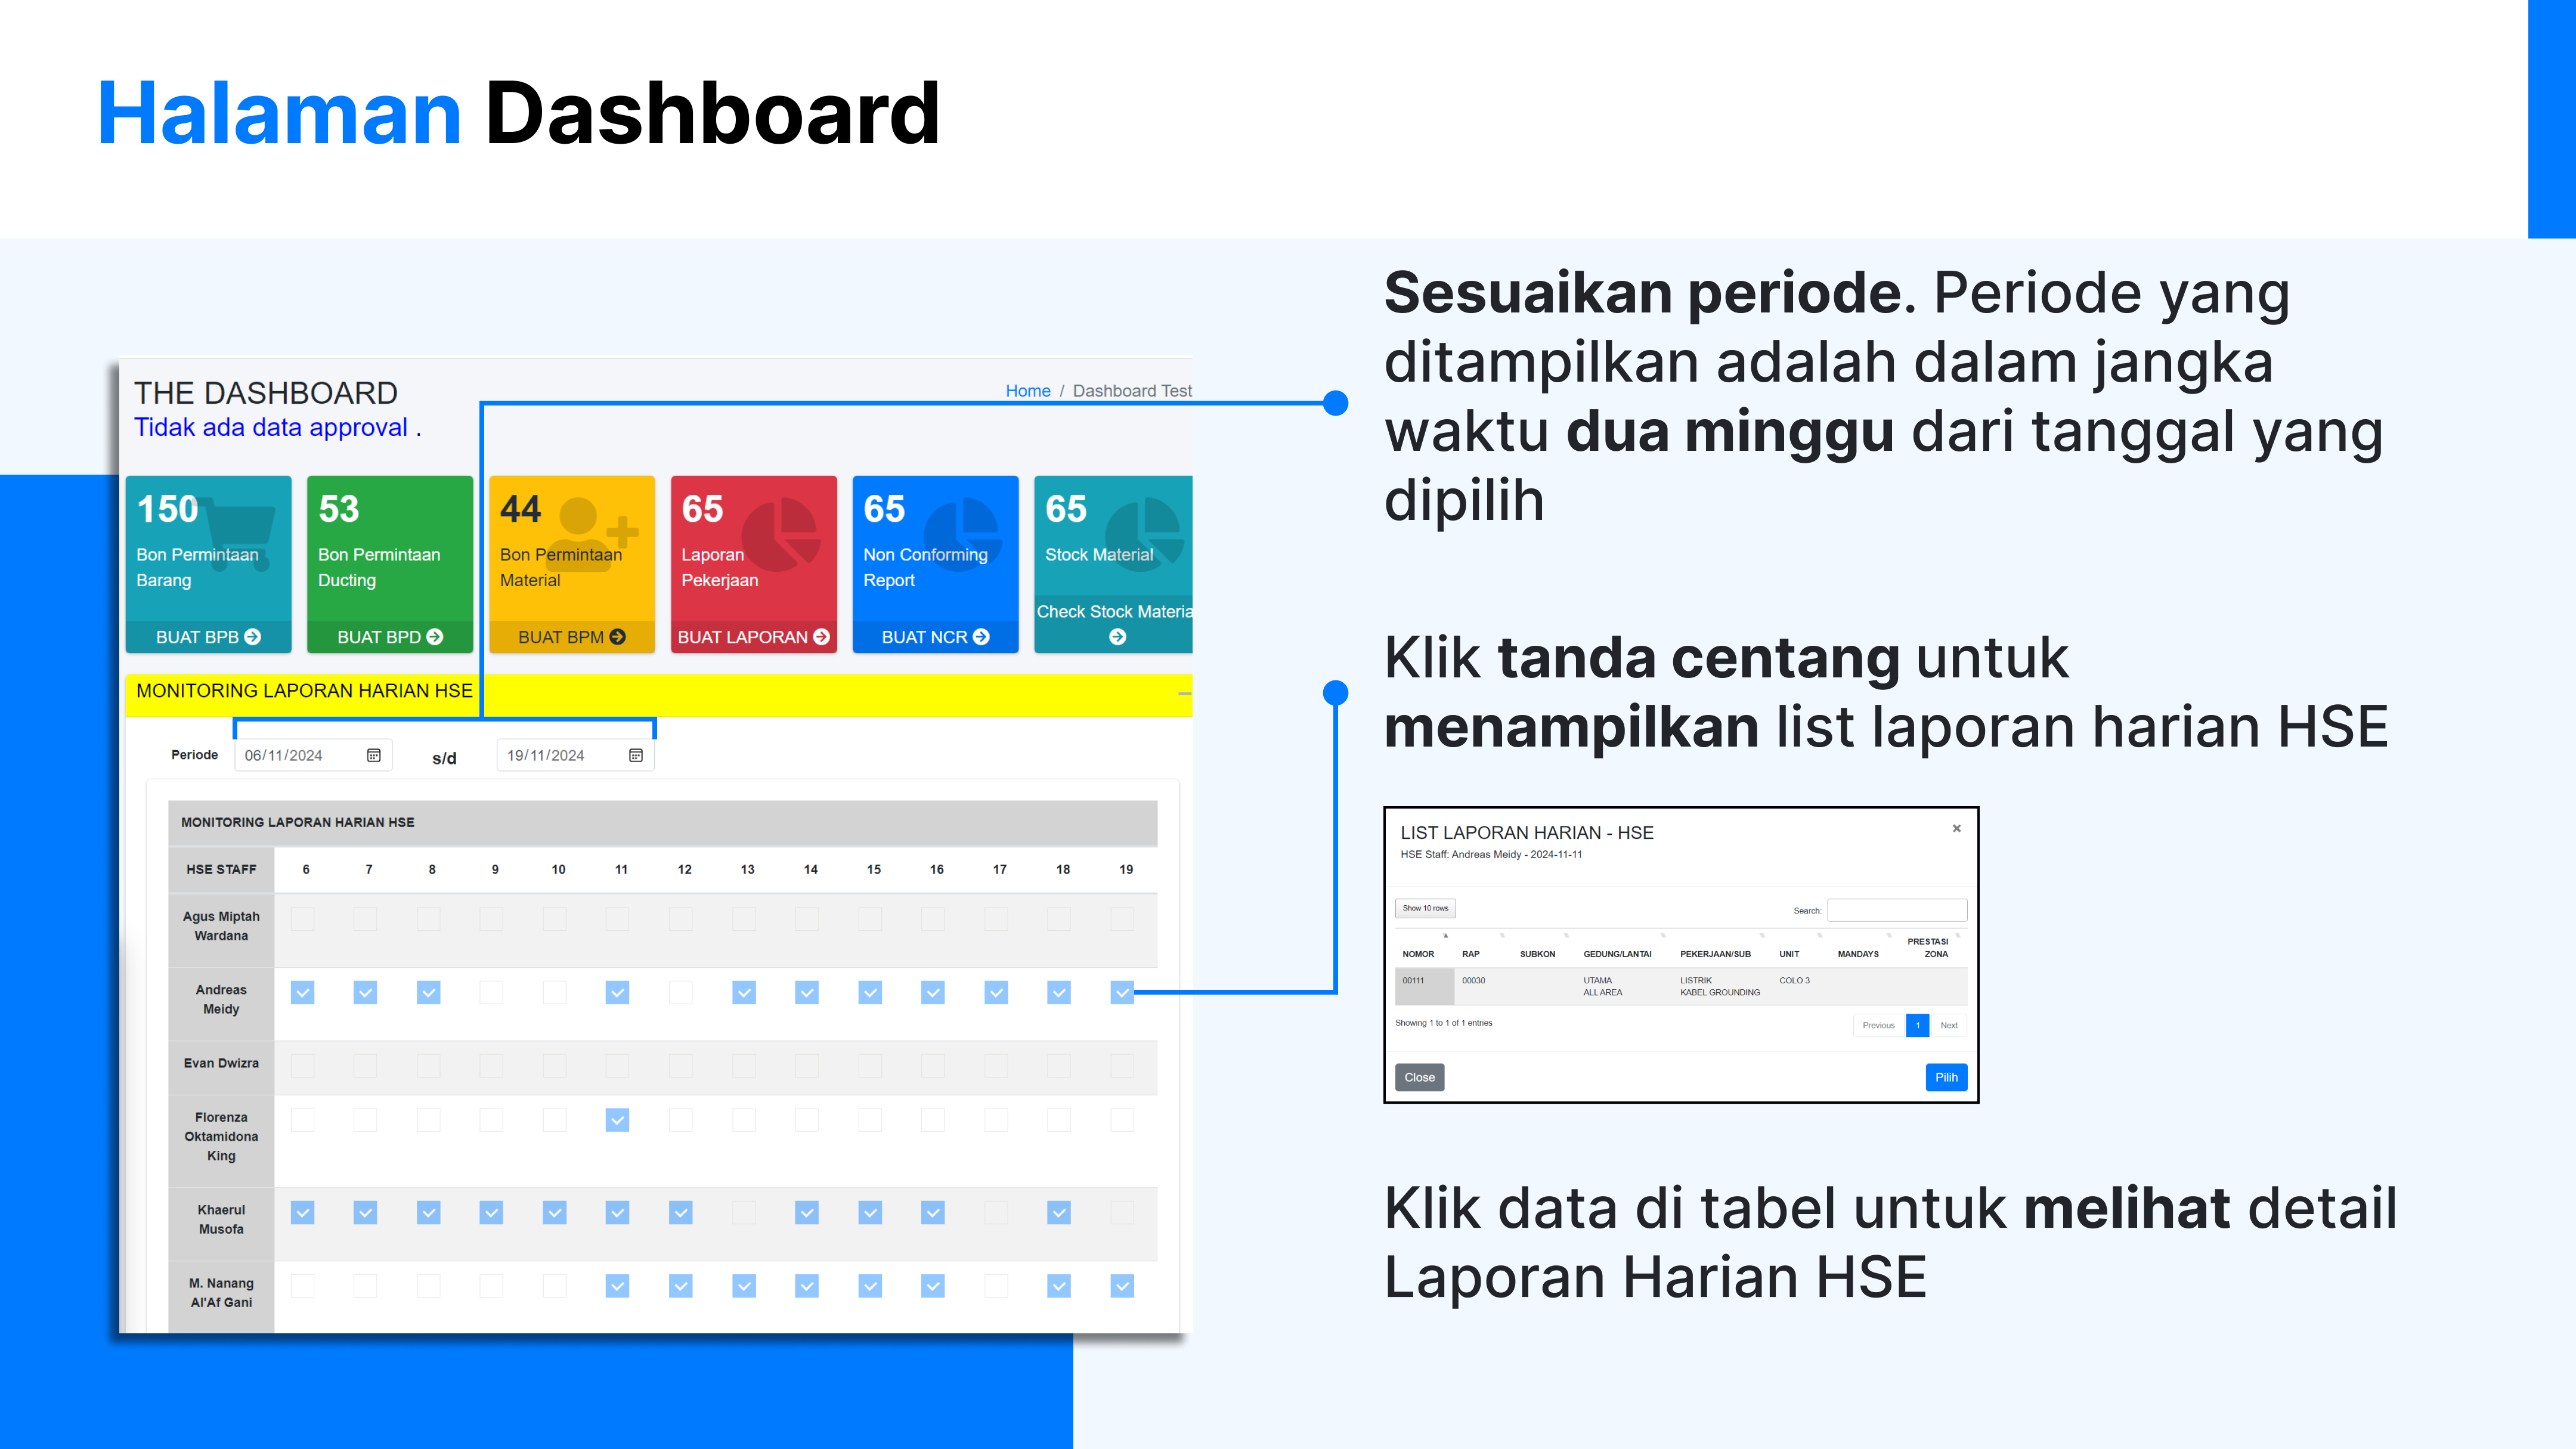 Halaman Dashboard
THE DASHBOARD
Home / Dashboard Test
Tidak ada data approval .
150
Bon Permintaan
Barang
BUAT BPB
53
Bon Permintaan
Ducting
BUAT BPD
44
Bon Permintaan
Material
BUAT BPM
65
Laporan
Pekerjaan
BUAT LAPORAN
65
Non Conforming
Report
BUAT NCR
65
Stock Material
Check Stock Materia
MONITORING LAPORAN HARIAN HSE
Periode 06/11/2024 s/d 19/11/2024
MONITORING LAPORAN HARIAN HSE
HSE STAFF 6 7 8 9 10 11 12 13 14 15 16 17 18 19
Agus Miptah
Wardana
Andreas
Meidy
Evan Dwizra
Florenza
Oktamidona
King
Khaerul
Musofa
M. Nanang
Al'Af Gani
Sesuaikan periode. Periode yang
ditampilkan adalah dalam jangka
waktu dua minggu dari tanggal yang
dipilih
Klik tanda centang untuk
menampilkan list laporan harian HSE
LIST LAPORAN HARIAN - HSE
HSE Staff: Andreas Meidy - 2024-11-11
Show 10 rows
Search:
NOMOR RAP SUBKON GEDUNG/LANTAI PEKERJAAN/SUB UNIT MANDAYS PRESTASI
ZONA
00111 00030 UTAMA LISTRIK COLO 3
ALL AREA KABEL GROUNDING
Showing 1 to 1 of 1 entries
Previous 1 Next
Close
Pilih
Klik data di tabel untuk melihat detail
Laporan Harian HSE